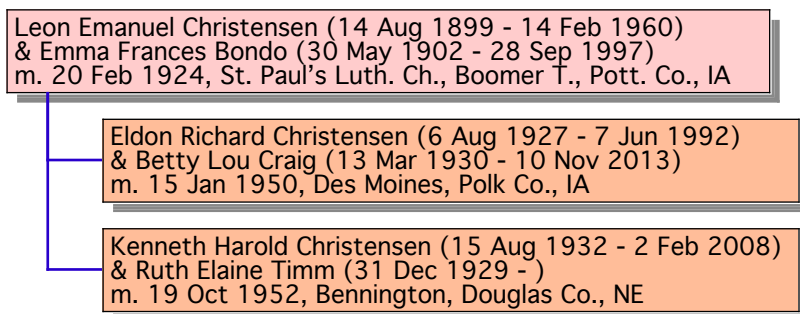 Leon Emanuel Christensen (14 Aug 1899 - 14 Feb 1960)
& Emma Frances Bondo (30 May 1902 - 28 Sep 1997)
m. 20 Feb 1924, St. Paul's Luth. Ch., Boomer T., Pott. Co., IA
Eldon Richard Christensen (6 Aug 1927 - 7 Jun 1992)
& Betty Lou Craig (13 Mar 1930 - 10 Nov 2013)
m. 15 Jan 1950, Des Moines, Polk Co., IA
Kenneth Harold Christensen (15 Aug 1932 - 2 Feb 2008)
& Ruth Elaine Timm (31 Dec 1929 - )
m. 19 Oct 1952, Bennington, Douglas Co., NE